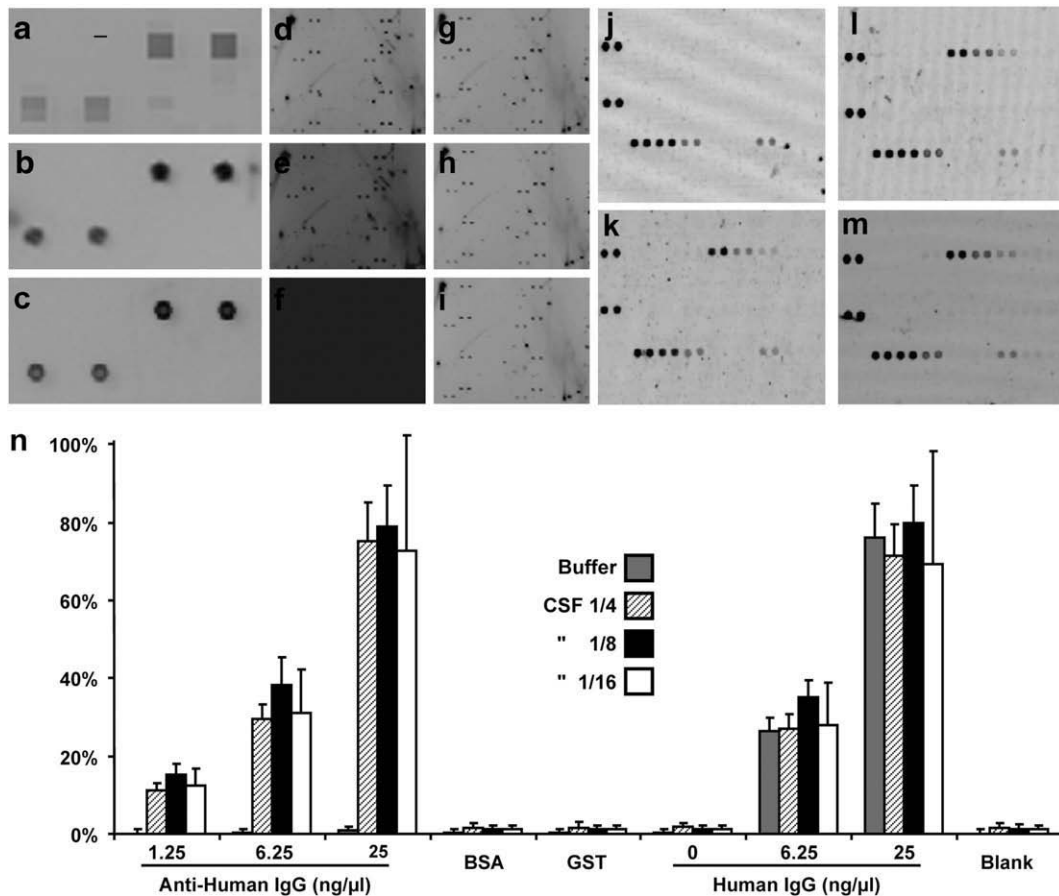 a
d
g
j
l
b
e
h
k
m
c
f
i
n
100%
80%
60%
40%
20%
0%
Buffer
CSF 1/4
" 1/8
" 1/16
1.25 6.25 25 BSA GST 0 6.25 25 Blank
Anti-Human IgG (ng/µl) Human IgG (ng/µl)